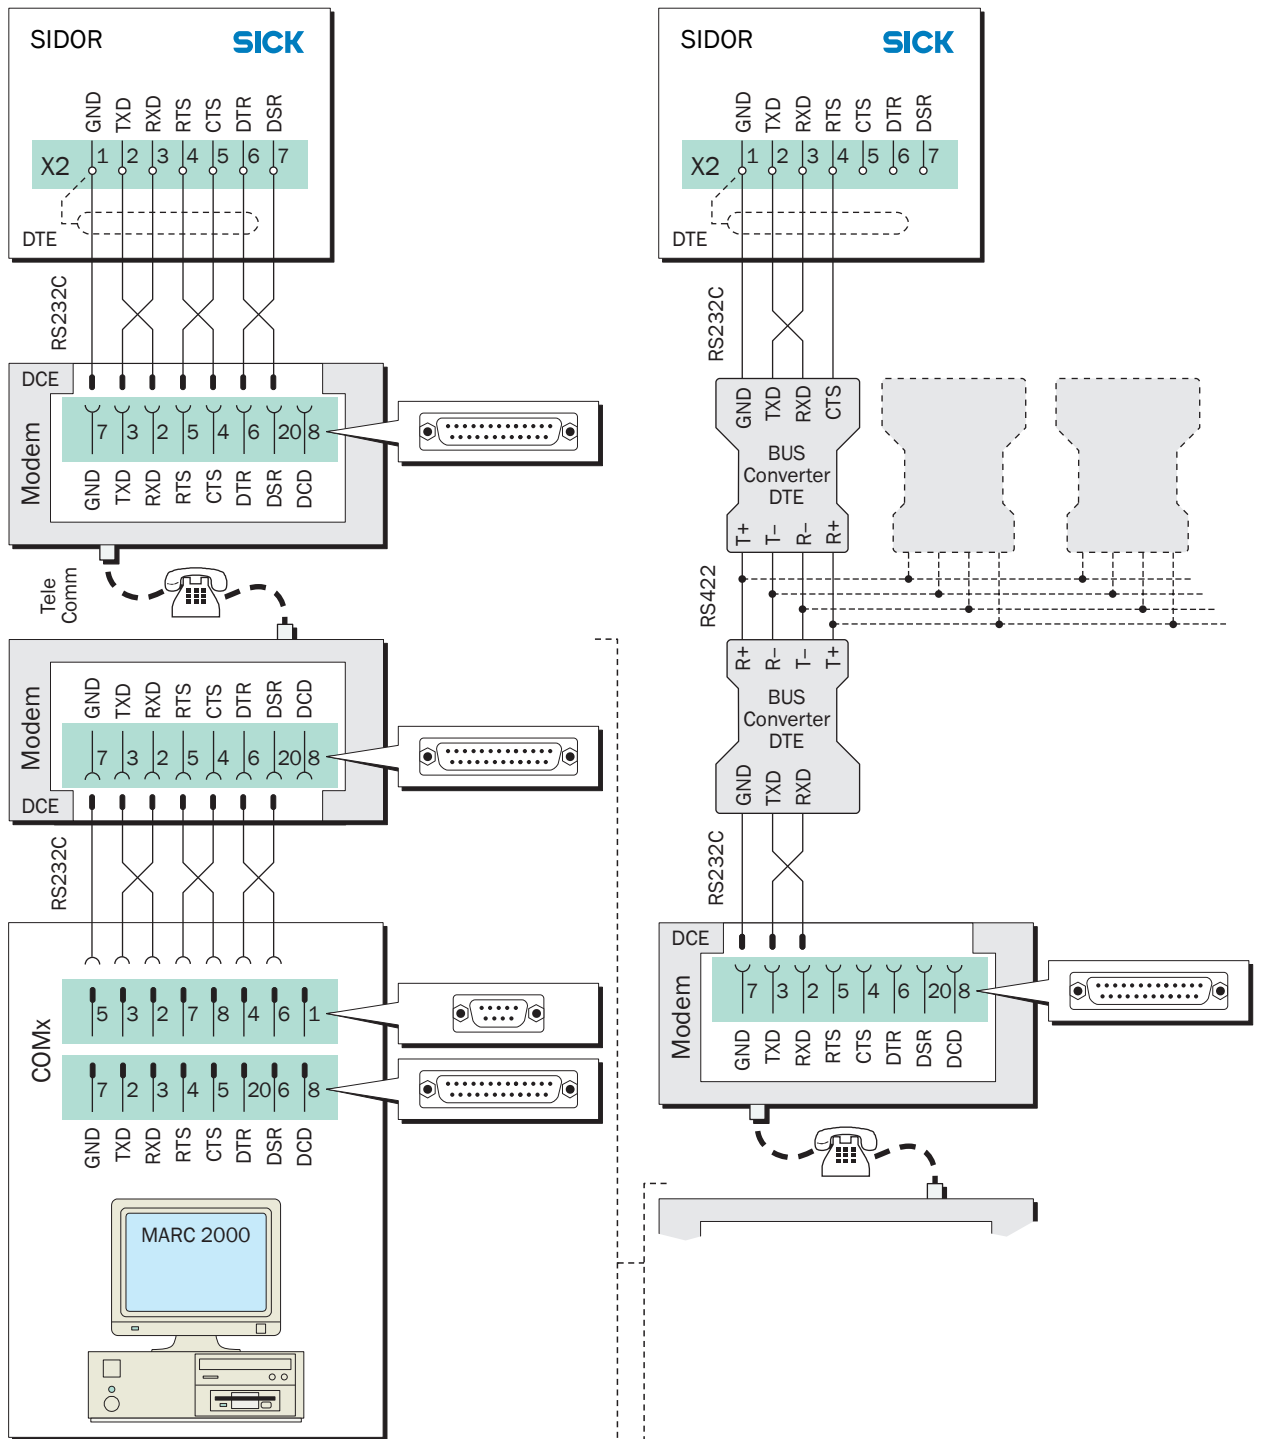 SIDOR SICK
GND TXD RXD RTS CTS DTR DSR
X2 1 2 3 4 5 6 7
DTE
RS232C
DCE
Modem
7 3 2 5 4 6 20 8
GND TXD RXD RTS CTS DTR DSR DCD
Tele
Comm
Modem
GND TXD RXD RTS CTS DTR DSR DCD
7 3 2 5 4 6 20 8
DCE
RS232C
COMx
5 3 2 7 8 4 6 1
7 2 3 4 5 20 6 8
GND TXD RXD RTS CTS DTR DSR DCD
MARC 2000
SIDOR SICK
GND TXD RXD RTS CTS DTR DSR
X2 1 2 3 4 5 6 7
DTE
RS232C
GND TXD RXD CTS
BUS
Converter
DTE
T+ T– R– R+
RS422
R+ R– T– T+
BUS
Converter
DTE
GND TXD RXD
RS232C
DCE
Modem
7 3 2 5 4 6 20 8
GND TXD RXD RTS CTS DTR DSR DCD